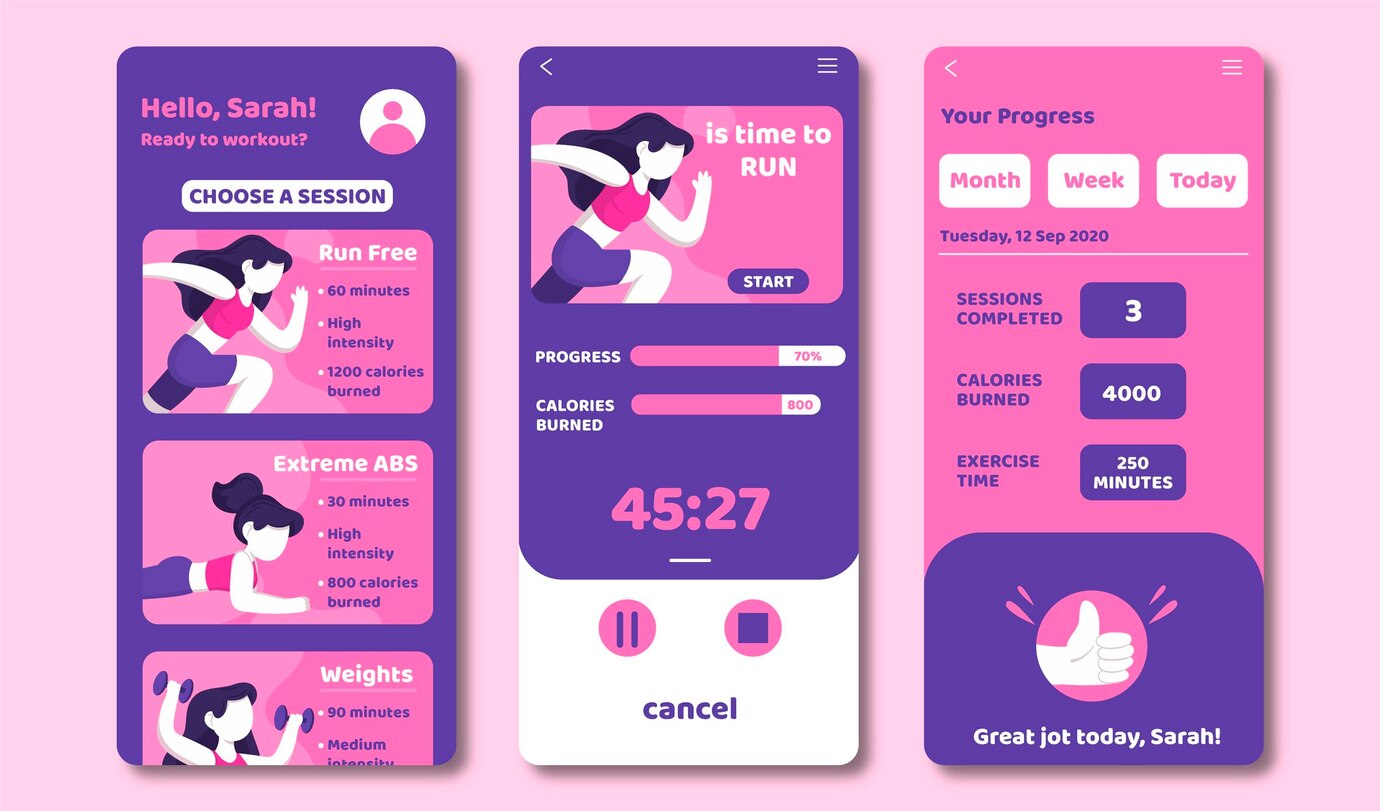 Hello, Sarah!
Ready to workout?
CHOOSE A SESSION
Run Free
60 minutes
High
intensity
1200 calories
burned
Extreme ABS
30 minutes
High
intensity
800 calories
burned
Weights
90 minutes
Medium
intensity
is time to
RUN
START
PROGRESS
70%
CALORIES
BURNED
800
45:27
cancel
Your Progress
Month
Week
Today
Tuesday, 12 Sep 2020
SESSIONS
COMPLETED
3
CALORIES
BURNED
4000
EXERCISE
TIME
250
MINUTES
Great jot today, Sarah!